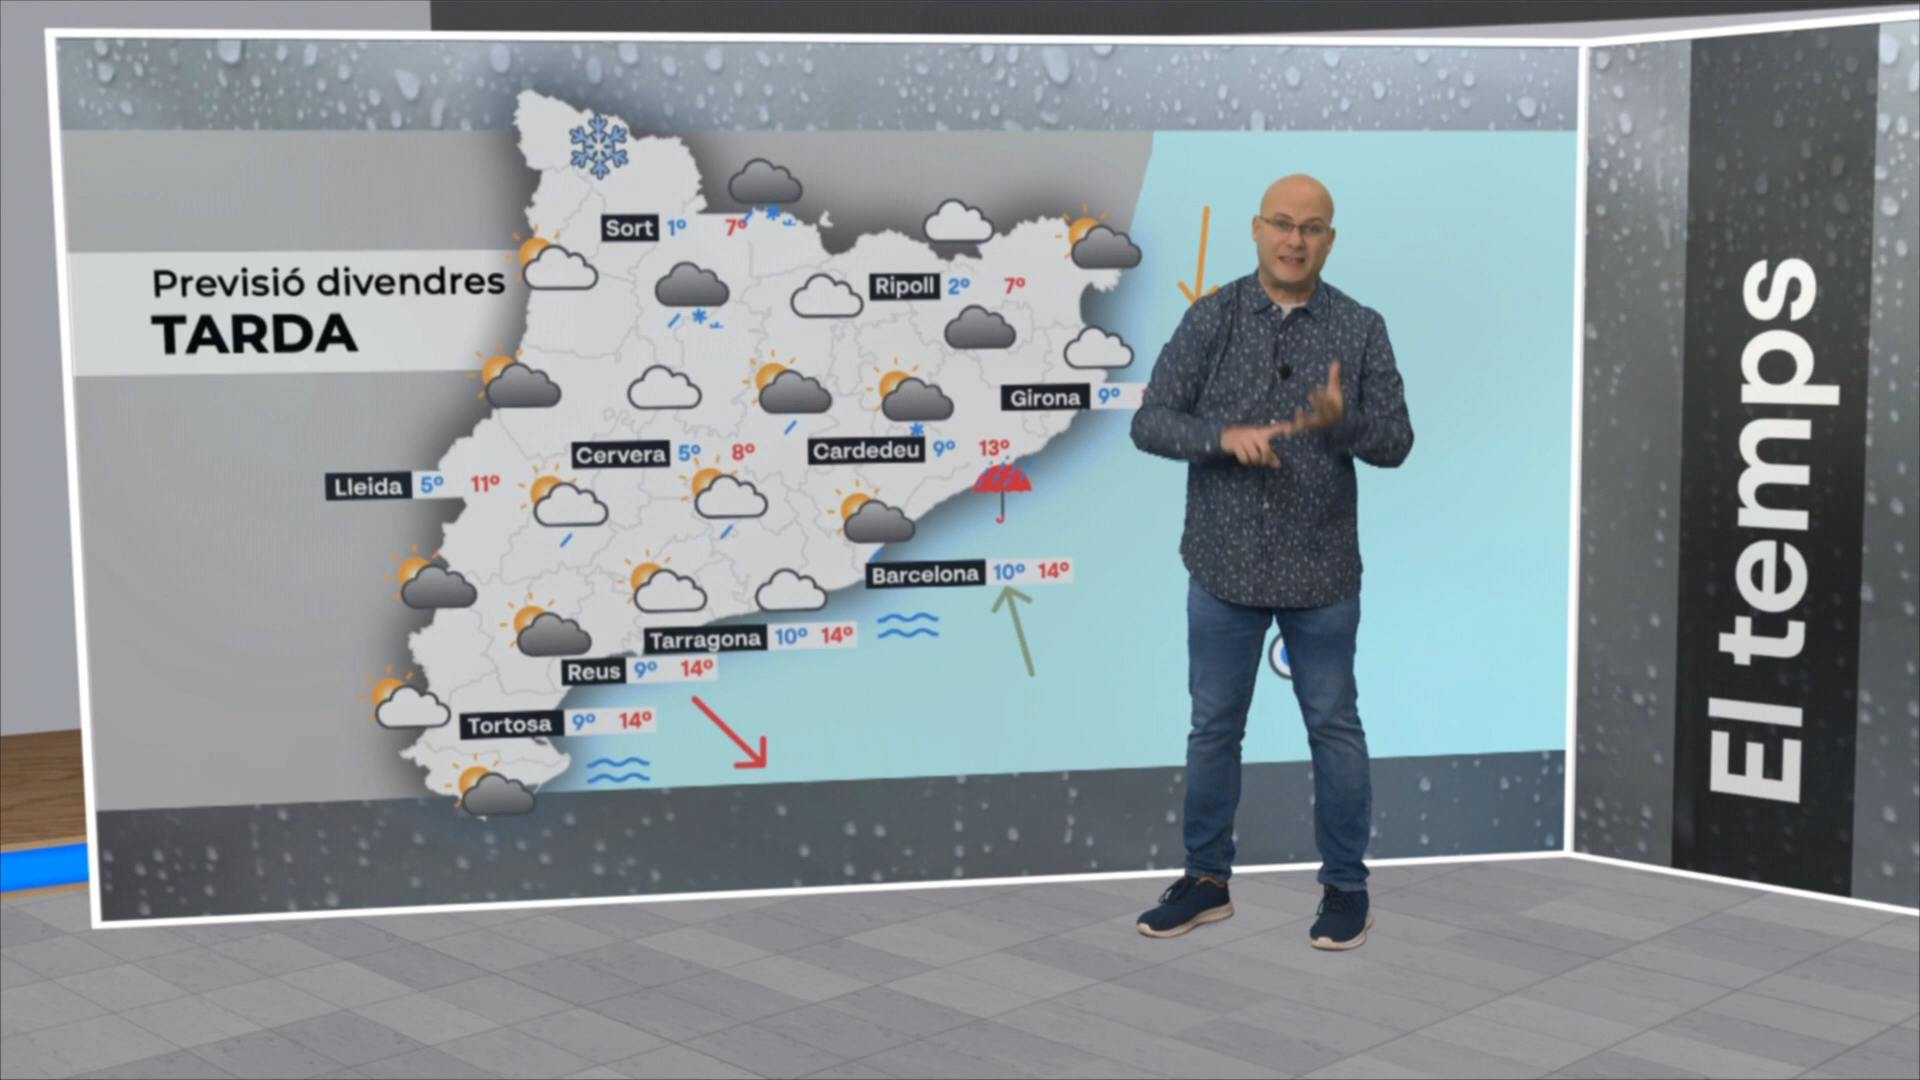 Previsió divendres
TARDA
Sort 1º 7º
Ripoll 2º 7º
Girona 9º
Cervera 5º 8º
Cardedeu 9º 13º
Lleida 5º 11º
Barcelona 10º 14º
Tarragona 10º 14º
Reus 9º 14º
Tortosa 9º 14º
El temps